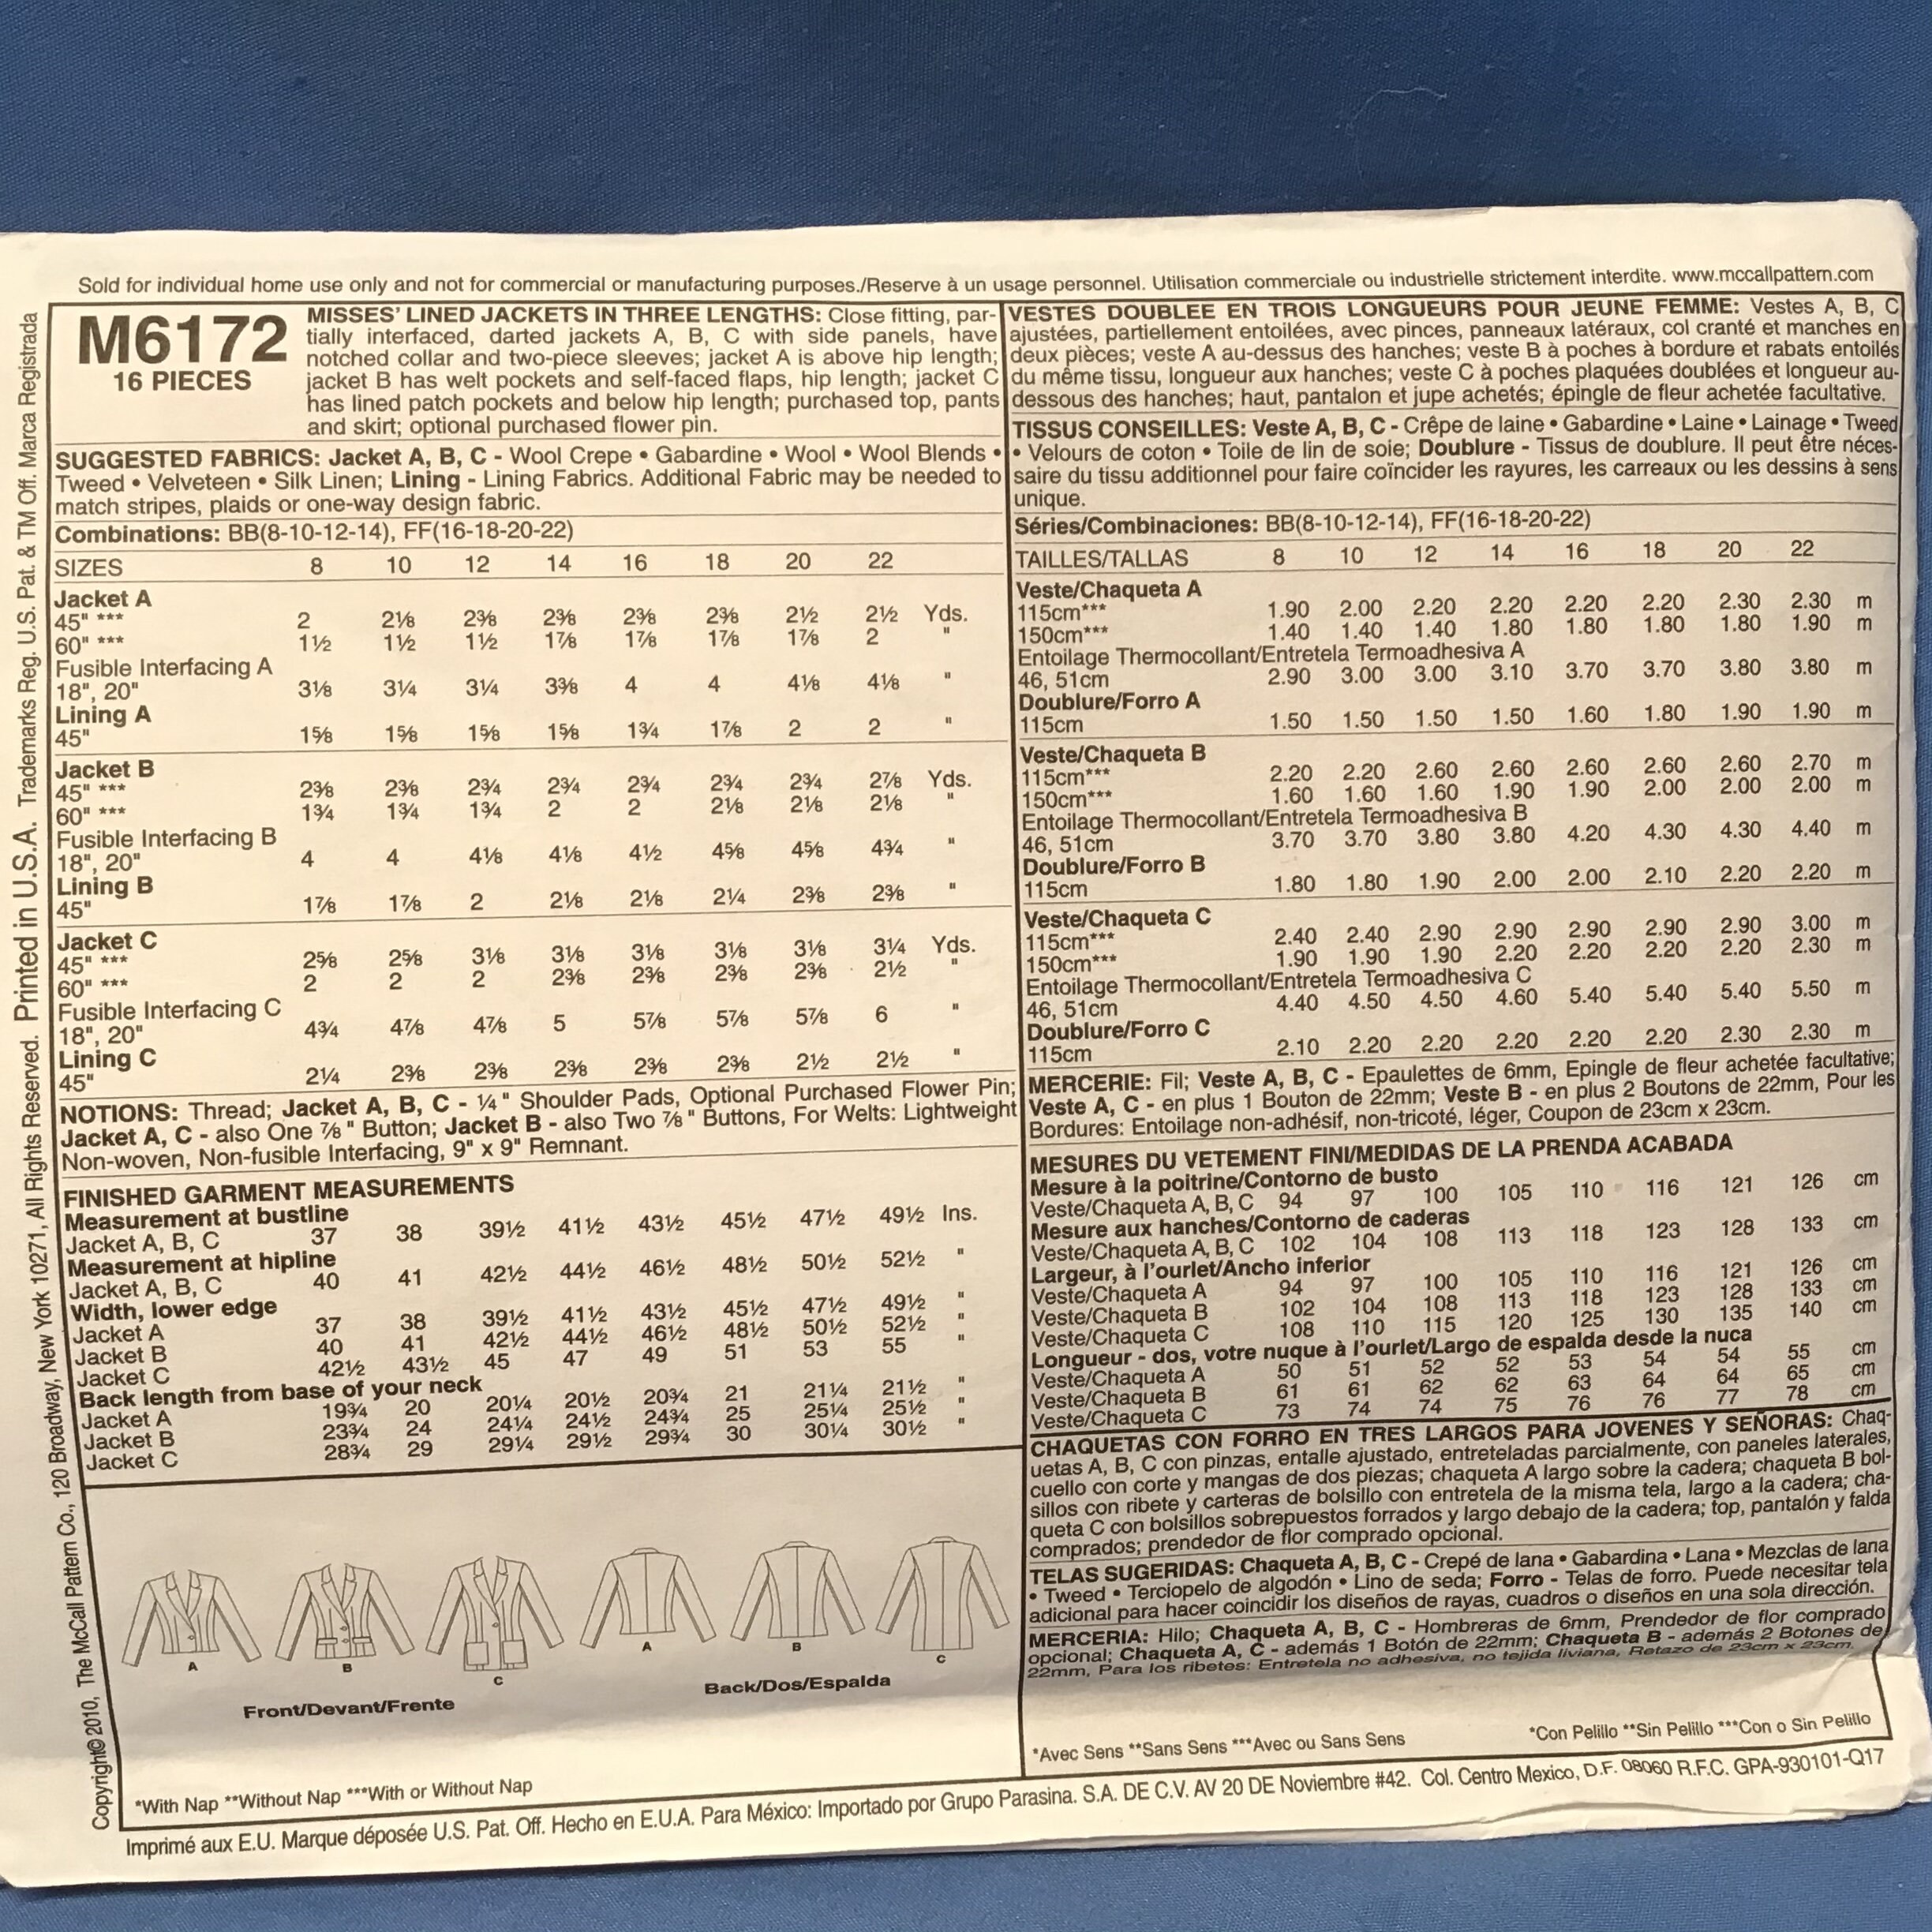 Sold for individual home use only and not for commercial or manufacturing purposes./Reserve à un usage personnel. Utilisation commerciale ou industrielle strictement interdite. www.mccallpattern.com
M6172
16 PIECES
MISSES' LINED JACKETS IN THREE LENGTHS: Close fitting, par-
tially interfaced, darted jackets A, B, C with side panels, have
notched collar and two-piece sleeves; jacket A is above hip length;
jacket B has welt pockets and self-faced flaps, hip length; jacket C
has lined patch pockets and below hip length; purchased top, pants
and skirt; optional purchased flower pin.
SUGGESTED FABRICS: Jacket A, B, C - Wool Crepe • Gabardine • Wool • Wool Blends •
Tweed • Velveteen • Silk Linen; Lining - Lining Fabrics. Additional Fabric may be needed to
match stripes, plaids or one-way design fabric.
Combinations: BB(8-10-12-14), FF(16-18-20-22)
SIZES 8 10 12 14 16 18 20 22
Jacket A
45" *** 2 2⅛ 2⅜ 2⅜ 2⅜ 2⅜ 2½ 2½ Yds.
60" *** 1½ 1½ 1½ 1⅞ 1⅞ 1⅞ 1⅞ 2 "
Fusible Interfacing A
18", 20" 3⅛ 3¼ 3¼ 3⅜ 4 4 4⅛ 4⅛ "
Lining A
45" 1⅝ 1⅝ 1⅝ 1⅝ 1¾ 1⅞ 2 2 "
Jacket B
45" *** 2⅜ 2⅜ 2¾ 2¾ 2¾ 2¾ 2¾ 2⅞ Yds.
60" *** 1¾ 1¾ 1¾ 2 2 2⅛ 2⅛ 2⅛ "
Fusible Interfacing B
18", 20" 4 4 4⅛ 4⅛ 4½ 4⅝ 4⅝ 4¾ "
Lining B
45" 1⅞ 1⅞ 2 2⅛ 2⅛ 2¼ 2⅜ 2⅜ "
Jacket C
45" *** 2⅝ 2⅝ 3⅛ 3⅛ 3⅛ 3⅛ 3⅛ 3¼ Yds.
60" *** 2 2 2 2⅜ 2⅜ 2⅜ 2⅜ 2½ "
Fusible Interfacing C
18", 20" 4¾ 4⅞ 4⅞ 5 5⅞ 5⅞ 5⅞ 6 "
Lining C
45" 2¼ 2⅜ 2⅜ 2⅜ 2⅜ 2⅜ 2½ 2½ "
NOTIONS: Thread; Jacket A, B, C - ¼" Shoulder Pads, Optional Purchased Flower Pin;
Jacket A, C - also One ⅞" Button; Jacket B - also Two ⅞" Buttons, For Welts: Lightweight
Non-woven, Non-fusible Interfacing, 9" x 9" Remnant.
FINISHED GARMENT MEASUREMENTS
Measurement at bustline
Jacket A, B, C 37 38 39½ 41½ 43½ 45½ 47½ 49½ Ins.
Measurement at hipline
Jacket A, B, C 40 41 42½ 44½ 46½ 48½ 50½ 52½ "
Width, lower edge
Jacket A 37 38 39½ 41½ 43½ 45½ 47½ 49½ "
Jacket B 40 41 42½ 44½ 46½ 48½ 50½ 52½ "
Jacket C 42½ 43½ 45 47 49 51 53 55 "
Back length from base of your neck
Jacket A 19¾ 20 20¼ 20½ 20¾ 21 21¼ 21½ "
Jacket B 23¾ 24 24¼ 24½ 24¾ 25 25¼ 25½ "
Jacket C 28¾ 29 29¼ 29½ 29¾ 30 30¼ 30½ "
A B C A B C
Front/Devant/Frente
Back/Dos/Espalda
*With Nap **Without Nap ***With or Without Nap
VESTES DOUBLEE EN TROIS LONGUEURS POUR JEUNE FEMME: Vestes A, B, C
ajustées, partiellement entoilées, avec pinces, panneaux latéraux, col cranté et manches en
deux pièces; veste A au-dessus des hanches; veste B à poches à bordure et rabats entoilés
du même tissu, longueur aux hanches; veste C à poches plaquées doublées et longueur au-
dessous des hanches; haut, pantalon et jupe achetés; épingle de fleur achetée facultative.
TISSUS CONSEILLES: Veste A, B, C - Crêpe de laine • Gabardine • Laine • Lainage • Tweed
• Velours de coton • Toile de lin de soie; Doublure - Tissus de doublure. Il peut être néces-
saire du tissu additionnel pour faire coïncider les rayures, les carreaux ou les dessins à sens
unique.
Séries/Combinaciones: BB(8-10-12-14), FF(16-18-20-22)
TAILLES/TALLAS 8 10 12 14 16 18 20 22
Veste/Chaqueta A
115cm*** 1.90 2.00 2.20 2.20 2.20 2.20 2.30 2.30 m
150cm*** 1.40 1.40 1.40 1.80 1.80 1.80 1.80 1.90 m
Entoilage Thermocollant/Entretela Termoadhesiva A
46, 51cm 2.90 3.00 3.00 3.10 3.70 3.70 3.80 3.80 m
Doublure/Forro A
115cm 1.50 1.50 1.50 1.50 1.60 1.80 1.90 1.90 m
Veste/Chaqueta B
115cm*** 2.20 2.20 2.60 2.60 2.60 2.60 2.60 2.70 m
150cm*** 1.60 1.60 1.60 1.90 1.90 2.00 2.00 2.00 m
Entoilage Thermocollant/Entretela Termoadhesiva B
46, 51cm 3.70 3.70 3.80 3.80 4.20 4.30 4.30 4.40 m
Doublure/Forro B
115cm 1.80 1.80 1.90 2.00 2.00 2.10 2.20 2.20 m
Veste/Chaqueta C
115cm*** 2.40 2.40 2.90 2.90 2.90 2.90 2.90 3.00 m
150cm*** 1.90 1.90 1.90 2.20 2.20 2.20 2.20 2.30 m
Entoilage Thermocollant/Entretela Termoadhesiva C
46, 51cm 4.40 4.50 4.50 4.60 5.40 5.40 5.40 5.50 m
Doublure/Forro C
115cm 2.10 2.20 2.20 2.20 2.20 2.20 2.30 2.30 m
MERCERIE: Fil; Veste A, B, C - Epaulettes de 6mm, Epingle de fleur achetée facultative;
Veste A, C - en plus 1 Bouton de 22mm; Veste B - en plus 2 Boutons de 22mm, Pour les
Bordures: Entoilage non-adhésif, non-tricoté, léger, Coupon de 23cm x 23cm.
MESURES DU VETEMENT FINI/MEDIDAS DE LA PRENDA ACABADA
Mesure à la poitrine/Contorno de busto
Veste/Chaqueta A, B, C 94 97 100 105 110 116 121 126 cm
Mesure aux hanches/Contorno de caderas
Veste/Chaqueta A, B, C 102 104 108 113 118 123 128 133 cm
Largeur, à l'ourlet/Ancho inferior
Veste/Chaqueta A 94 97 100 105 110 116 121 126 cm
Veste/Chaqueta B 102 104 108 113 118 123 128 133 cm
Veste/Chaqueta C 108 110 115 120 125 130 135 140 cm
Longueur - dos, votre nuque à l'ourlet/Largo de espalda desde la nuca
Veste/Chaqueta A 50 51 52 52 53 54 54 55 cm
Veste/Chaqueta B 61 61 62 62 63 64 64 65 cm
Veste/Chaqueta C 73 74 74 75 76 76 77 78 cm
CHAQUETAS CON FORRO EN TRES LARGOS PARA JOVENES Y SEÑORAS: Chaq-
uetas A, B, C con pinzas, entalle ajustado, entreteladas parcialmente, con paneles laterales,
cuello con corte y mangas de dos piezas; chaqueta A largo sobre la cadera; chaqueta B bol-
sillos con ribete y carteras de bolsillo con entretela de la misma tela, largo a la cadera; cha-
queta C con bolsillos sobrepuestos forrados y largo debajo de la cadera; top, pantalón y falda
comprados; prendedor de flor comprado opcional.
TELAS SUGERIDAS: Chaqueta A, B, C - Crepé de lana • Gabardina • Lana • Mezclas de lana
• Tweed • Terciopelo de algodón • Lino de seda; Forro - Telas de forro. Puede necesitar tela
adicional para hacer coincidir los diseños de rayas, cuadros o diseños en una sola dirección.
MERCERIA: Hilo; Chaqueta A, B, C - Hombreras de 6mm, Prendedor de flor comprado
opcional; Chaqueta A, C - además 1 Botón de 22mm; Chaqueta B - además 2 Botones de
22mm, Para los ribetes: Entretela no adhesiva, no tejida liviana, Retazo de 23cm x 23cm.
*Avec Sens **Sans Sens ***Avec ou Sans Sens
*Con Pelillo **Sin Pelillo ***Con o Sin Pelillo
Imprimé aux E.U. Marque déposée U.S. Pat. Off. Hecho en E.U.A. Para México: Importado por Grupo Parasina. S.A. DE C.V. AV 20 DE Noviembre #42. Col. Centro Mexico, D.F. 08060 R.F.C. GPA-930101-Q17
Copyright© 2010, The McCall Pattern Co., 120 Broadway, New York 10271, All Rights Reserved. Printed in U.S.A. Trademarks Reg. U.S. Pat. & TM Off. Marca Registrada